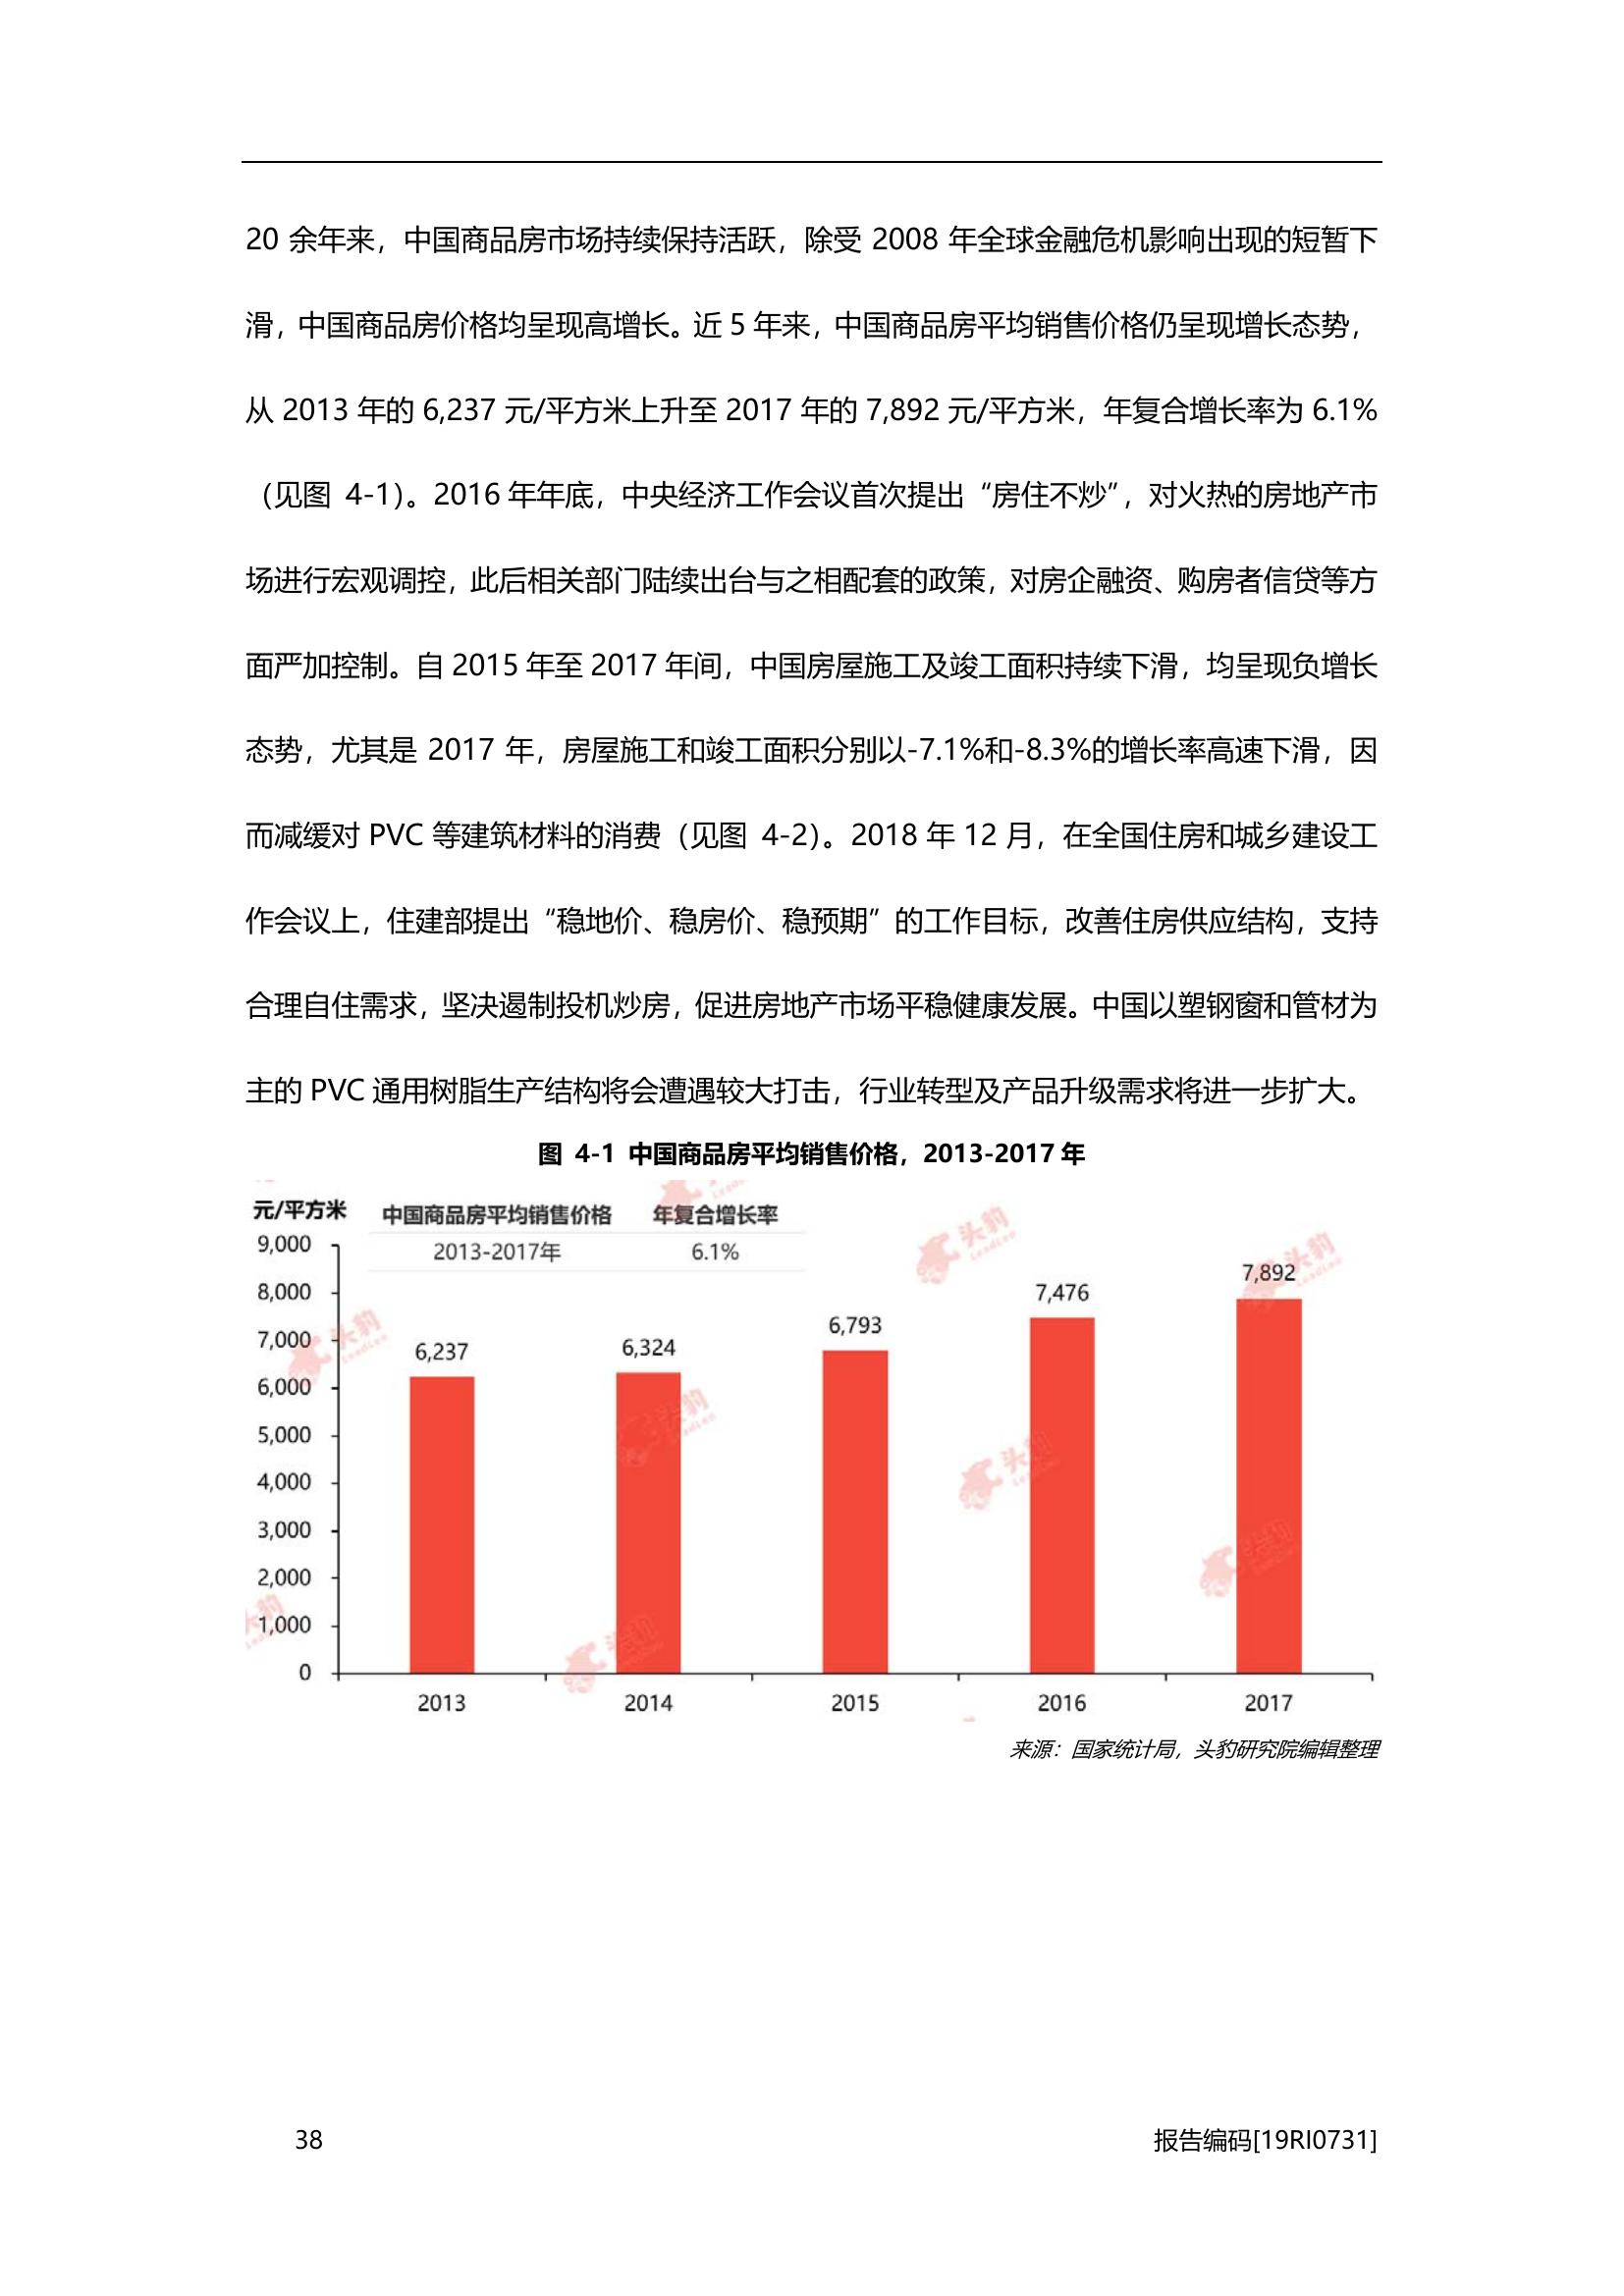 20 余年来，中国商品房市场持续保持活跃，除受 2008 年全球金融危机影响出现的短暂下
滑，中国商品房价格均呈现高增长。近 5 年来，中国商品房平均销售价格仍呈现增长态势，
从 2013 年的 6,237 元/平方米上升至 2017 年的 7,892 元/平方米，年复合增长率为 6.1%
（见图 4-1）。2016 年年底，中央经济工作会议首次提出“房住不炒”，对火热的房地产市
场进行宏观调控，此后相关部门陆续出台与之相配套的政策，对房企融资、购房者信贷等方
面严加控制。自 2015 年至 2017 年间，中国房屋施工及竣工面积持续下滑，均呈现负增长
态势，尤其是 2017 年，房屋施工和竣工面积分别以-7.1%和-8.3%的增长率高速下滑，因
而减缓对 PVC 等建筑材料的消费（见图 4-2）。2018 年 12 月，在全国住房和城乡建设工
作会议上，住建部提出“稳地价、稳房价、稳预期”的工作目标，改善住房供应结构，支持
合理自住需求，坚决遏制投机炒房，促进房地产市场平稳健康发展。中国以塑钢窗和管材为
主的 PVC 通用树脂生产结构将会遭遇较大打击，行业转型及产品升级需求将进一步扩大。
图 4-1 中国商品房平均销售价格，2013-2017 年
元/平方米
中国商品房平均销售价格 年复合增长率
2013-2017年 6.1%
9,000
8,000
7,000
6,000
5,000
4,000
3,000
2,000
1,000
0
6,237
6,324
6,793
7,476
7,892
2013 2014 2015 2016 2017
头豹
LeadLeo
头豹
LeadLeo
头豹
LeadLeo
头豹
LeadLeo
头豹
LeadLeo
头豹
头豹
头豹
来源：国家统计局，头豹研究院编辑整理
38
报告编码[19RI0731]